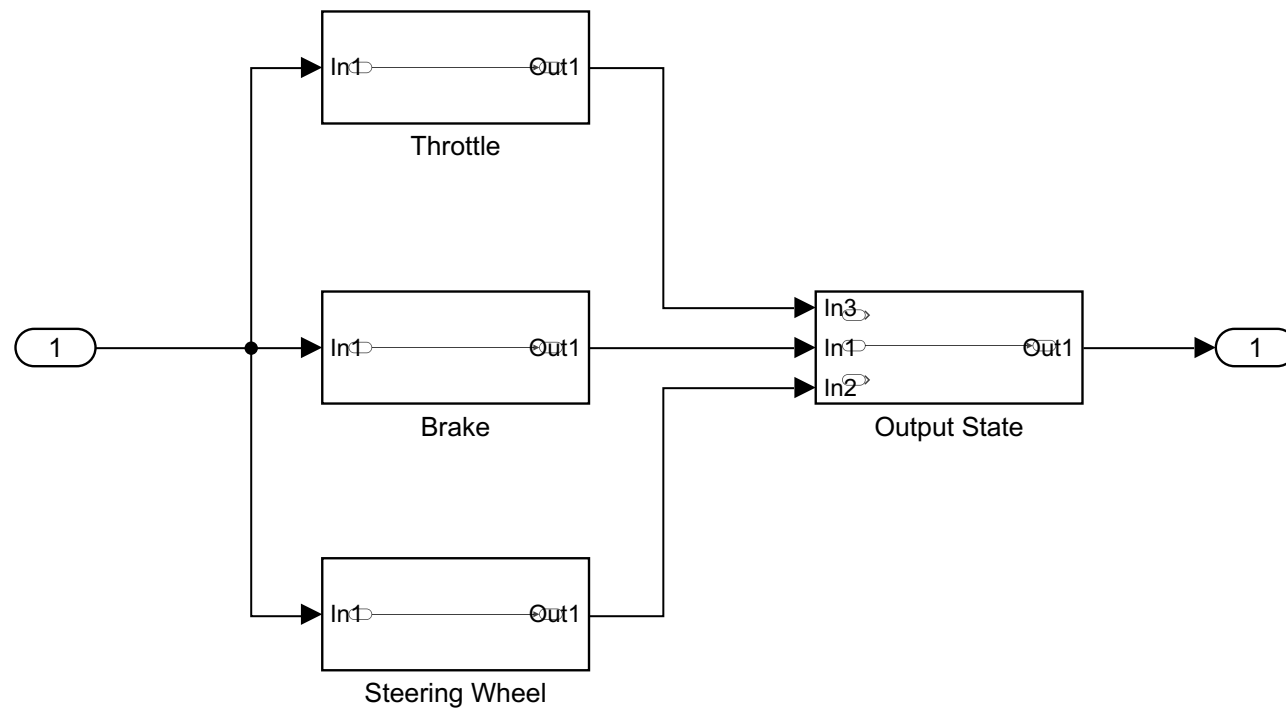 In1 Out1
Throttle
1
In1 Out1
Brake
In3
In1 Out1
In2
Output State
1
In1 Out1
Steering Wheel